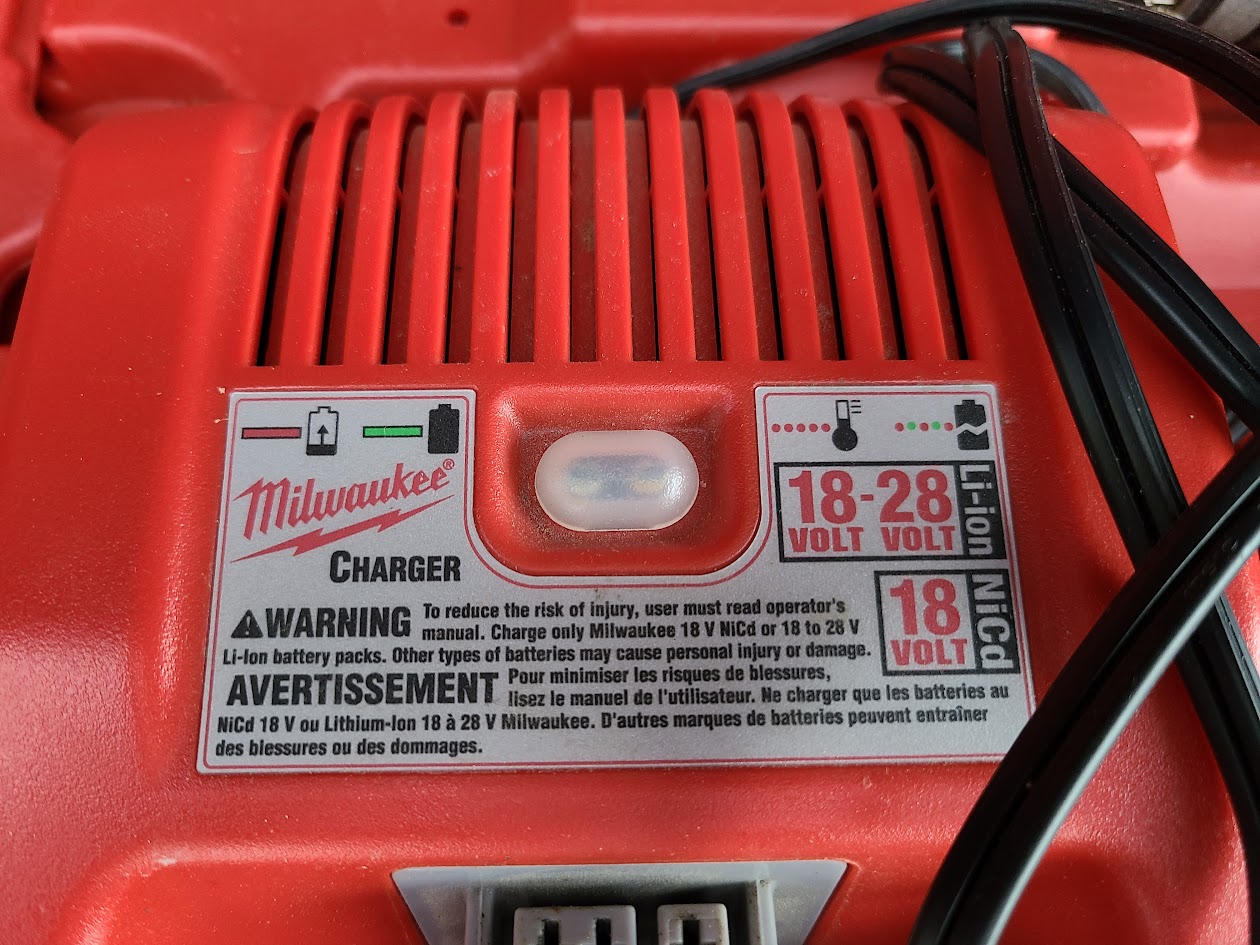 Milwaukee®
CHARGER
18-28
VOLT VOLT
Li-ion
18
VOLT
NiCd
WARNING To reduce the risk of injury, user must read operator's
manual. Charge only Milwaukee 18 V NiCd or 18 to 28 V
Li-Ion battery packs. Other types of batteries may cause personal injury or damage.
AVERTISSEMENT Pour minimiser les risques de blessures,
lisez le manuel de l'utilisateur. Ne charger que les batteries au
NiCd 18 V ou Lithium-Ion 18 à 28 V Milwaukee. D'autres marques de batteries peuvent entraîner
des blessures ou des dommages.